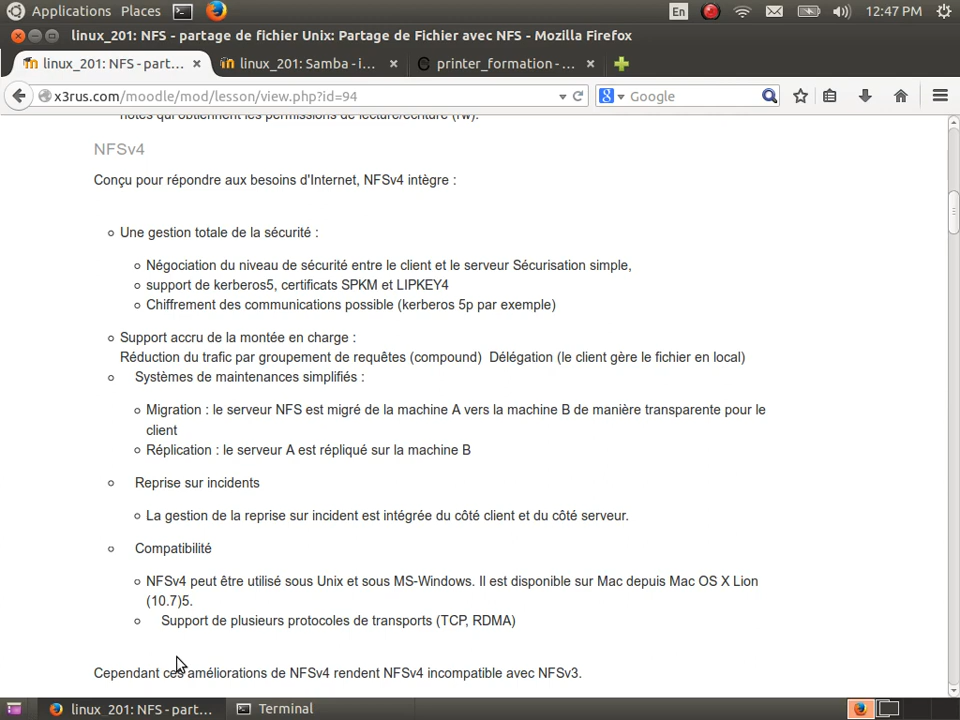 Applications Places En 12:47 PM
linux_201: NFS - partage de fichier Unix: Partage de Fichier avec NFS - Mozilla Firefox
linux_201: NFS - part... linux_201: Samba - i... printer_formation - ...
x3rus.com/moodle/mod/lesson/view.php?id=94 Google
notes qui obtiennent les permissions de lecture/écriture (rw).
NFSv4
Conçu pour répondre aux besoins d'Internet, NFSv4 intègre :
Une gestion totale de la sécurité :
Négociation du niveau de sécurité entre le client et le serveur Sécurisation simple,
support de kerberos5, certificats SPKM et LIPKEY4
Chiffrement des communications possible (kerberos 5p par exemple)
Support accru de la montée en charge :
Réduction du trafic par groupement de requêtes (compound) Délégation (le client gère le fichier en local)
Systèmes de maintenances simplifiés :
Migration : le serveur NFS est migré de la machine A vers la machine B de manière transparente pour le
client
Réplication : le serveur A est répliqué sur la machine B
Reprise sur incidents
La gestion de la reprise sur incident est intégrée du côté client et du côté serveur.
Compatibilité
NFSv4 peut être utilisé sous Unix et sous MS-Windows. Il est disponible sur Mac depuis Mac OS X Lion
(10.7)5.
Support de plusieurs protocoles de transports (TCP, RDMA)
Cependant ces améliorations de NFSv4 rendent NFSv4 incompatible avec NFSv3.
linux_201: NFS - part... Terminal